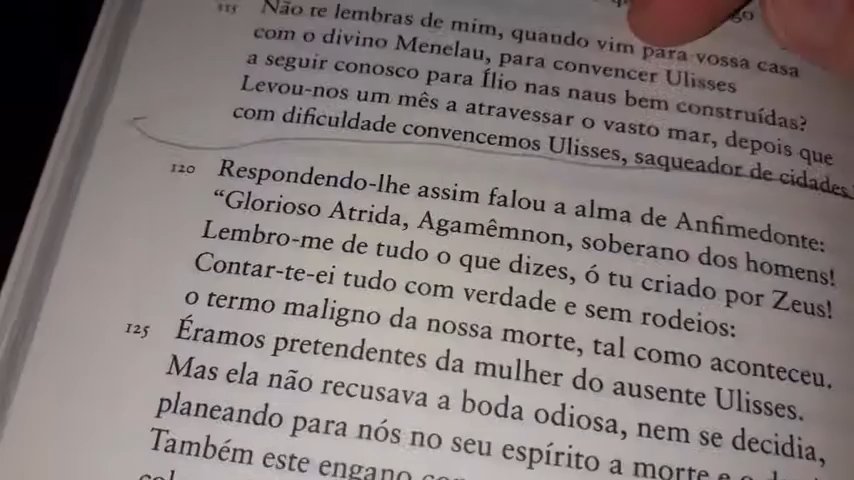 115 Não te lembras de mim, quando vim para vossa casa
com o divino Menelau, para convencer Ulisses
a seguir conosco para Ílio nas naus bem construídas?
Levou-nos um mês a atravessar o vasto mar, depois que
com dificuldade convencemos Ulisses, saqueador de cidades.
120 Respondendo-lhe assim falou a alma de Anfimedonte:
“Glorioso Atrida, Agamêmnon, soberano dos homens!
Lembro-me de tudo o que dizes, ó tu criado por Zeus!
Contar-te-ei tudo com verdade e sem rodeios:
o termo maligno da nossa morte, tal como aconteceu.
125 Éramos pretendentes da mulher do ausente Ulisses.
Mas ela não recusava a boda odiosa, nem se decidia,
planeando para nós no seu espírito a morte e o
Também este engano